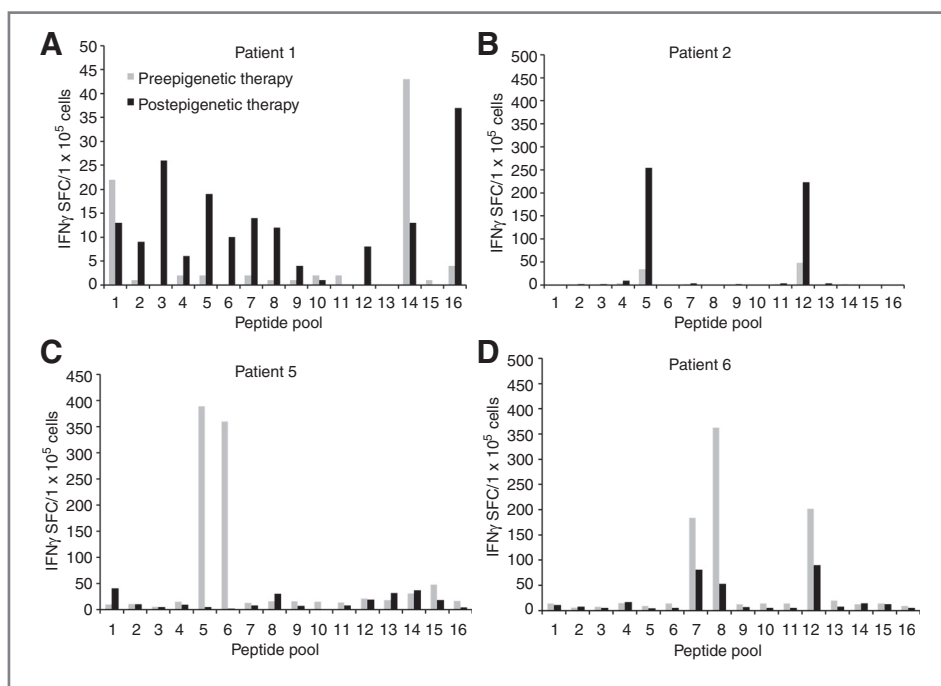 A
Patient 1
IFNγ SFC/1 x 10⁵ cells
50
45
40
35
30
25
20
15
10
5
0
Preepigenetic therapy
Postepigenetic therapy
1 2 3 4 5 6 7 8 9 10 11 12 13 14 15 16
Peptide pool
B
Patient 2
IFNγ SFC/1 x 10⁵ cells
500
450
400
350
300
250
200
150
100
50
0
1 2 3 4 5 6 7 8 9 10 11 12 13 14 15 16
Peptide pool
C
Patient 5
IFNγ SFC/1 x 10⁵ cells
450
400
350
300
250
200
150
100
50
0
1 2 3 4 5 6 7 8 9 10 11 12 13 14 15 16
Peptide pool
D
Patient 6
IFNγ SFC/1 x 10⁵ cells
500
450
400
350
300
250
200
150
100
50
0
1 2 3 4 5 6 7 8 9 10 11 12 13 14 15 16
Peptide pool